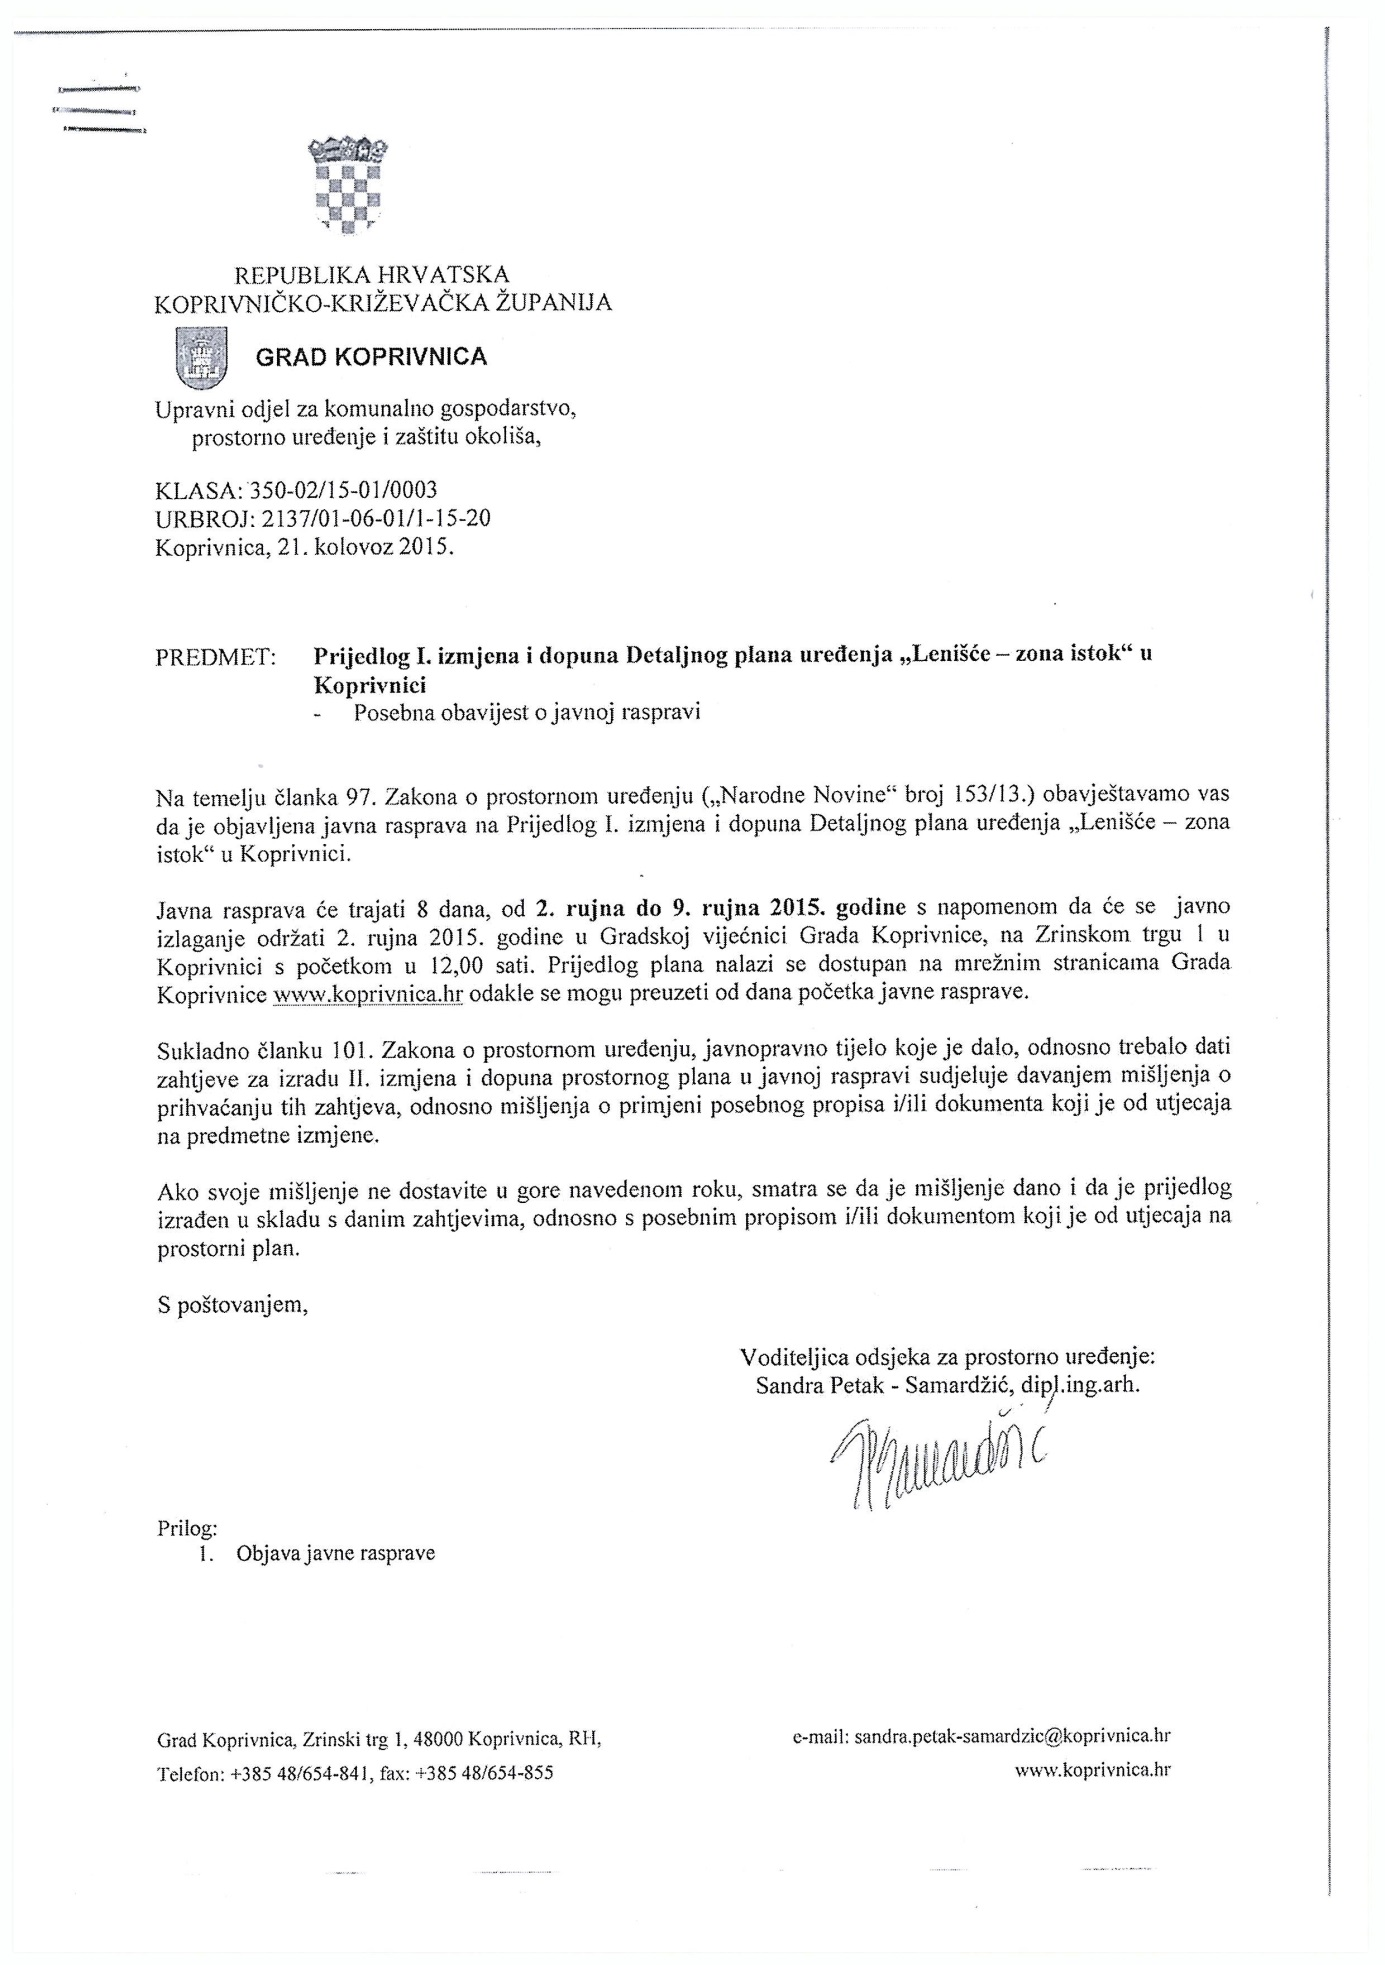 REPUBLIKA HRVATSKA
KOPRIVNIČKO-KRIŽEVAČKA ŽUPANIJA
GRAD KOPRIVNICA
Upravni odjel za komunalno gospodarstvo,
prostorno uređenje i zaštitu okoliša,
KLASA: 350-02/15-01/0003
URBROJ: 2137/01-06-01/1-15-20
Koprivnica, 21. kolovoz 2015.
PREDMET: Prijedlog I. izmjena i dopuna Detaljnog plana uređenja „Lenišće – zona istok“ u
Koprivnici
- Posebna obavijest o javnoj raspravi
Na temelju članka 97. Zakona o prostornom uređenju („Narodne Novine“ broj 153/13.) obavještavamo vas
da je objavljena javna rasprava na Prijedlog I. izmjena i dopuna Detaljnog plana uređenja „Lenišće – zona
istok“ u Koprivnici.
Javna rasprava će trajati 8 dana, od 2. rujna do 9. rujna 2015. godine s napomenom da će se javno
izlaganje održati 2. rujna 2015. godine u Gradskoj vijećnici Grada Koprivnice, na Zrinskom trgu 1 u
Koprivnici s početkom u 12,00 sati. Prijedlog plana nalazi se dostupan na mrežnim stranicama Grada
Koprivnice www.koprivnica.hr odakle se mogu preuzeti od dana početka javne rasprave.
Sukladno članku 101. Zakona o prostornom uređenju, javnopravno tijelo koje je dalo, odnosno trebalo dati
zahtjeve za izradu II. izmjena i dopuna prostornog plana u javnoj raspravi sudjeluje davanjem mišljenja o
prihvaćanju tih zahtjeva, odnosno mišljenja o primjeni posebnog propisa i/ili dokumenta koji je od utjecaja
na predmetne izmjene.
Ako svoje mišljenje ne dostavite u gore navedenom roku, smatra se da je mišljenje dano i da je prijedlog
izrađen u skladu s danim zahtjevima, odnosno s posebnim propisom i/ili dokumentom koji je od utjecaja na
prostorni plan.
S poštovanjem,
Voditeljica odsjeka za prostorno uređenje:
Sandra Petak - Samardžić, dipl.ing.arh.
Prilog:
1. Objava javne rasprave
Grad Koprivnica, Zrinski trg 1, 48000 Koprivnica, RH,
Telefon: +385 48/654-841, fax: +385 48/654-855
e-mail: sandra.petak-samardzic@koprivnica.hr
www.koprivnica.hr